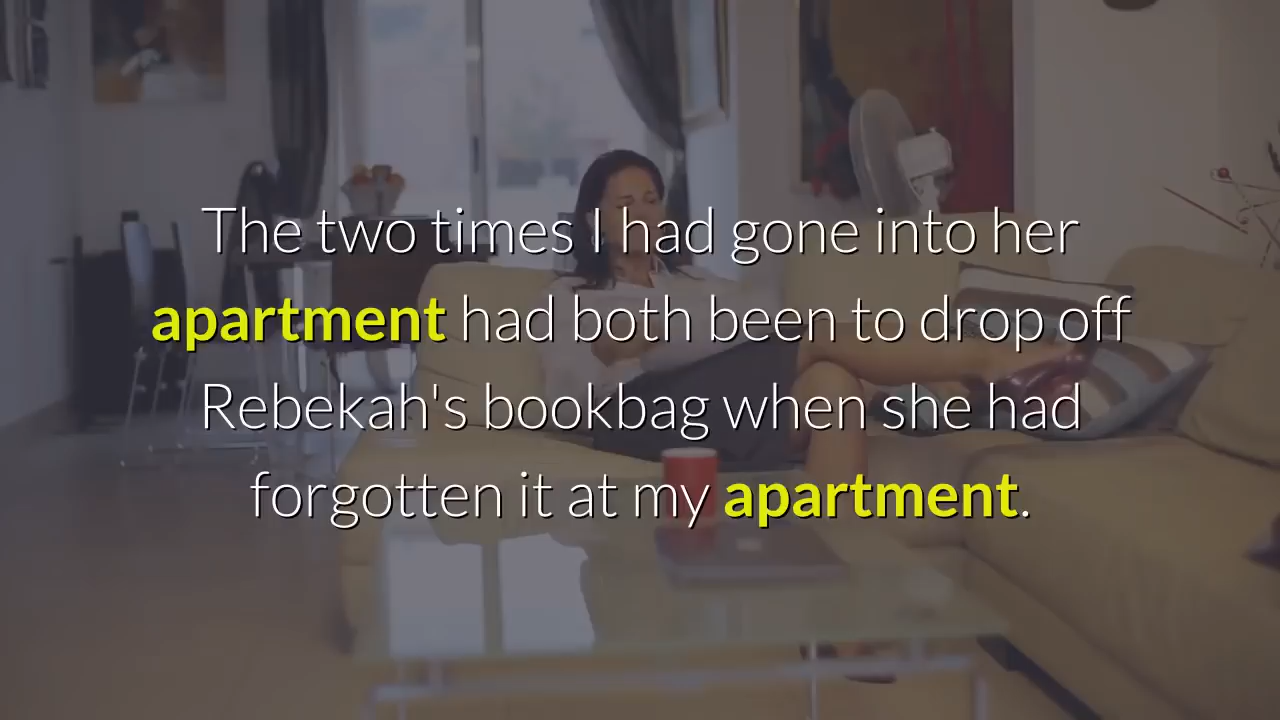 The two times I had gone into her
apartment had both been to drop off
Rebekah's bookbag when she had
forgotten it at my apartment.